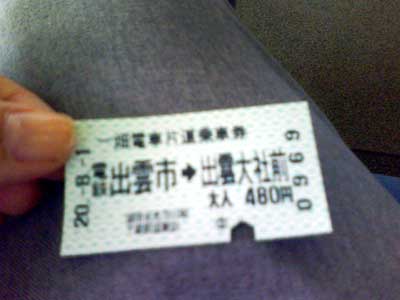 一畑電車片道乗車券
電鉄出雲市➡出雲大社前
大人 480円
20.-8.-1
0969